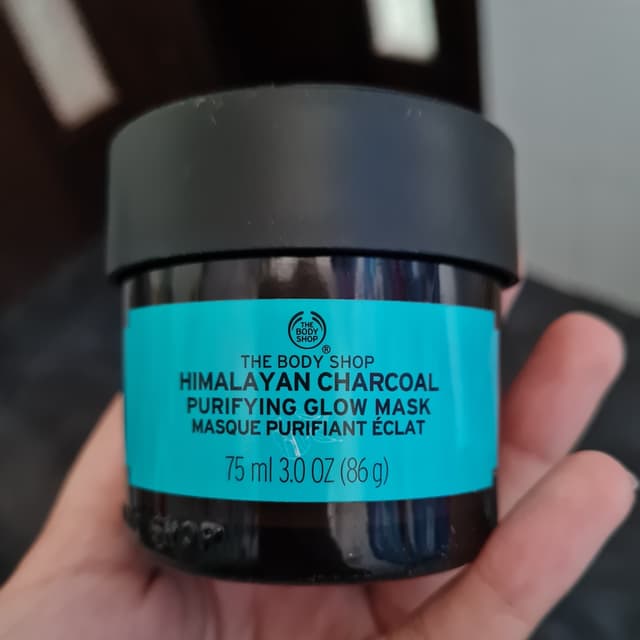 THE
BODY
SHOP
®
THE BODY SHOP
HIMALAYAN CHARCOAL
PURIFYING GLOW MASK
MASQUE PURIFIANT ÉCLAT
75 ml 3.0 OZ (86 g)
SHOP